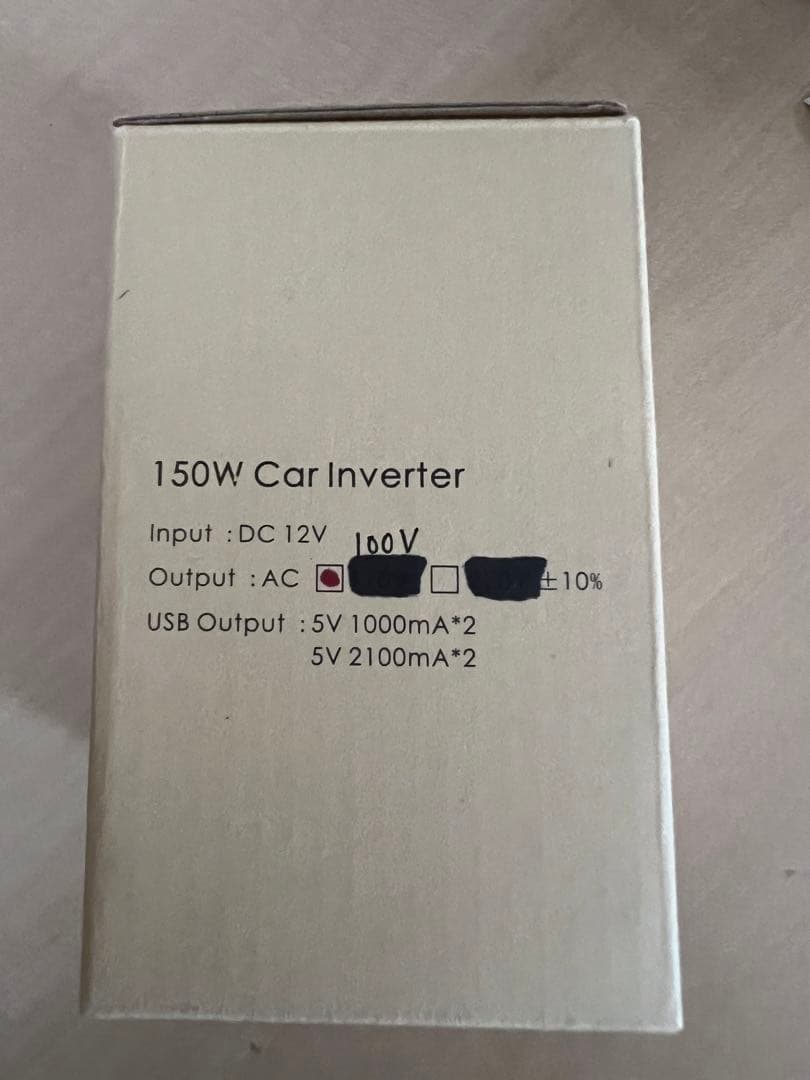 150W Car Inverter
Input : DC 12V
100V
Output : AC ±10%
USB Output : 5V 1000mA*2
5V 2100mA*2